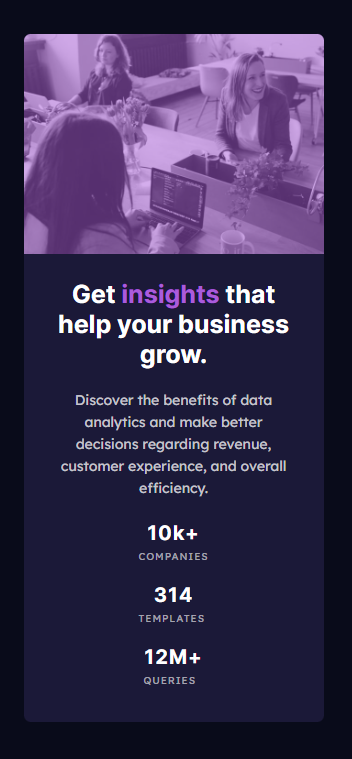 Get insights that
help your business
grow.
Discover the benefits of data
analytics and make better
decisions regarding revenue,
customer experience, and overall
efficiency.
10k+
COMPANIES
314
TEMPLATES
12M+
QUERIES